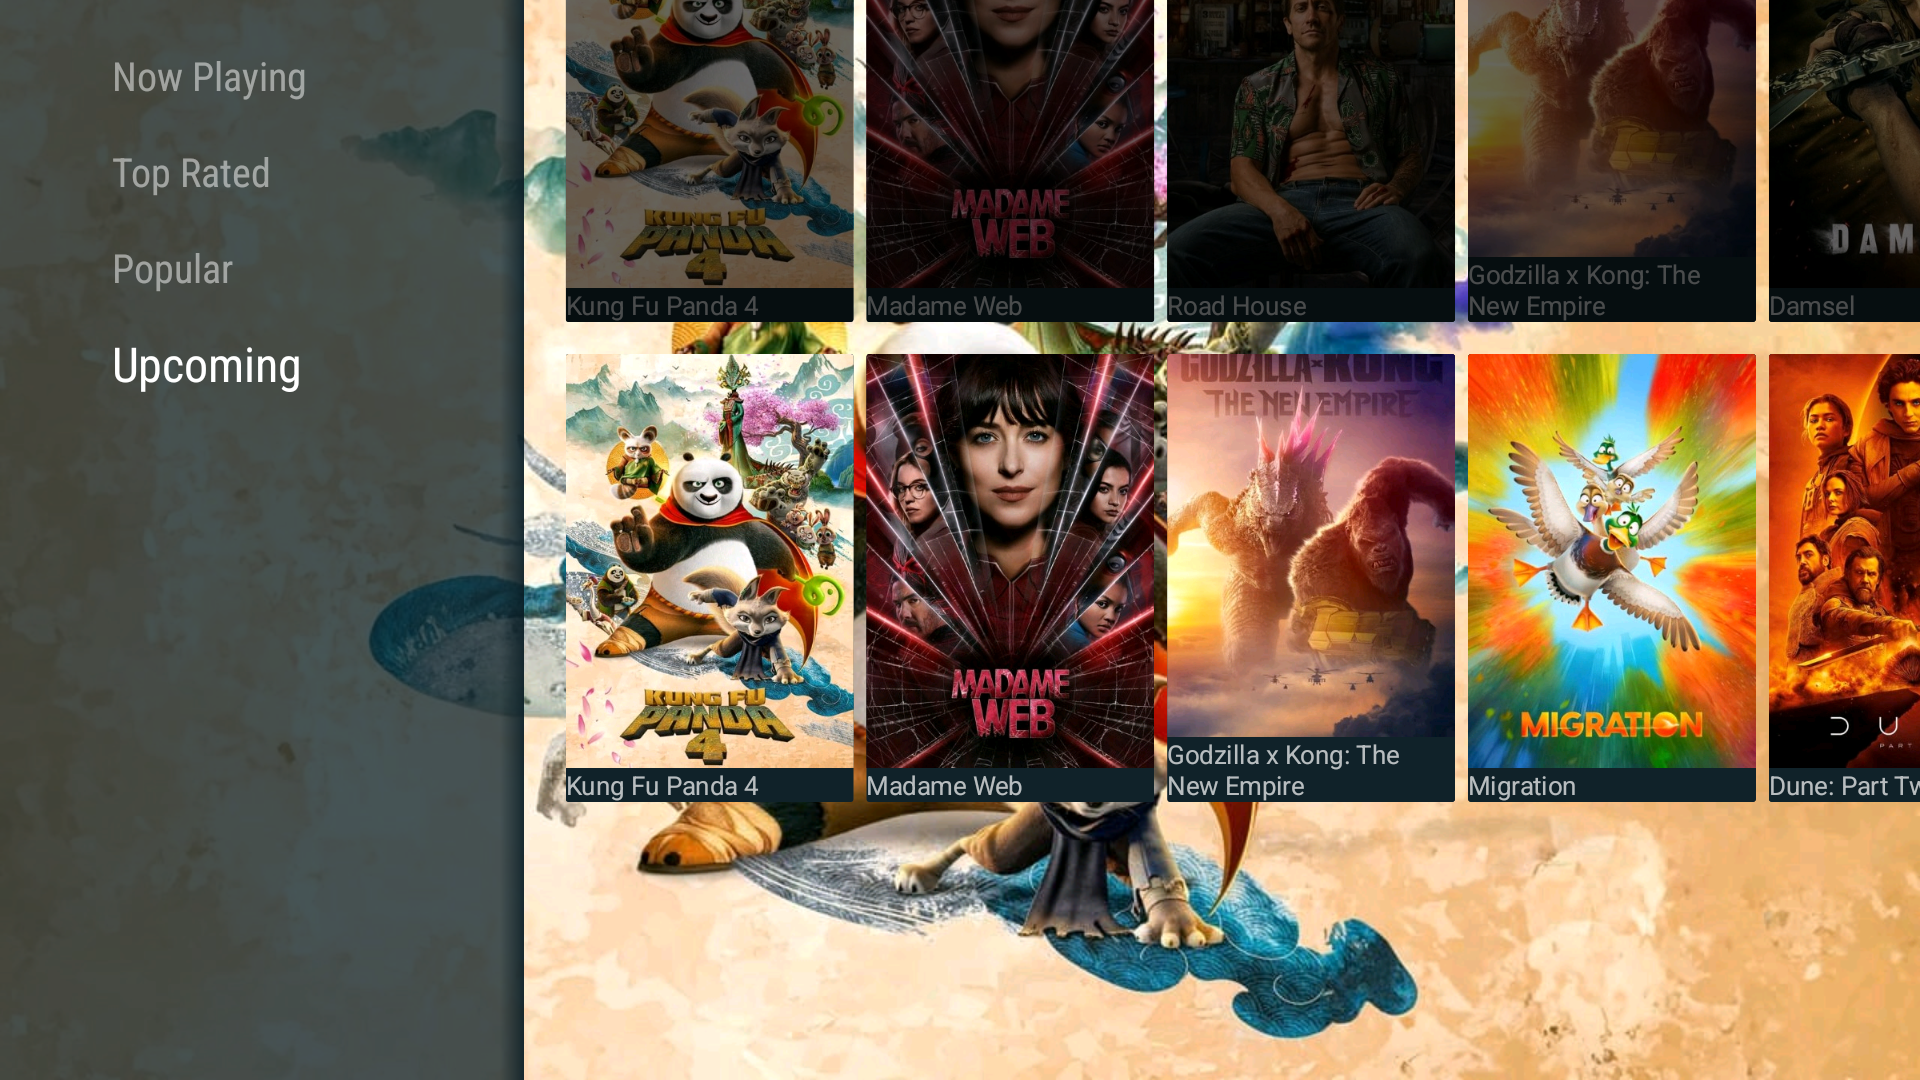 Now Playing
Top Rated
Popular
Upcoming
KUNG FU
PANDA
4
Kung Fu Panda 4
MADAME
WEB
Madame Web
Road House
Godzilla x Kong: The
New Empire
DAM
Damsel
KUNG FU
PANDA
4
Kung Fu Panda 4
MADAME
WEB
Madame Web
GODZILLA x KONG
THE NEW EMPIRE
Godzilla x Kong: The
New Empire
MIGRATION
Migration
DU
PART
Dune: Part Tw